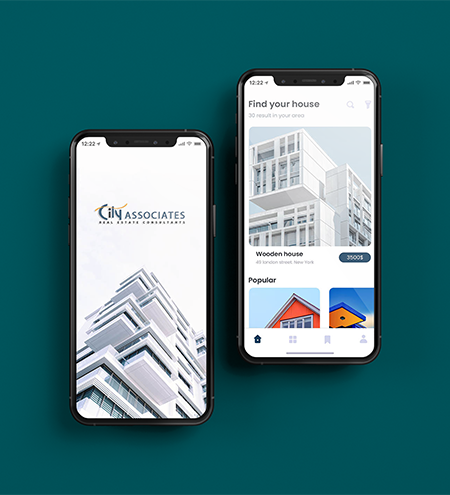 12:22
City ASSOCIATES
REAL ESTATE CONSULTANTS
12:22
Find your house
30 result in your area
Wooden house
45 london street, New York
3500$
Popular